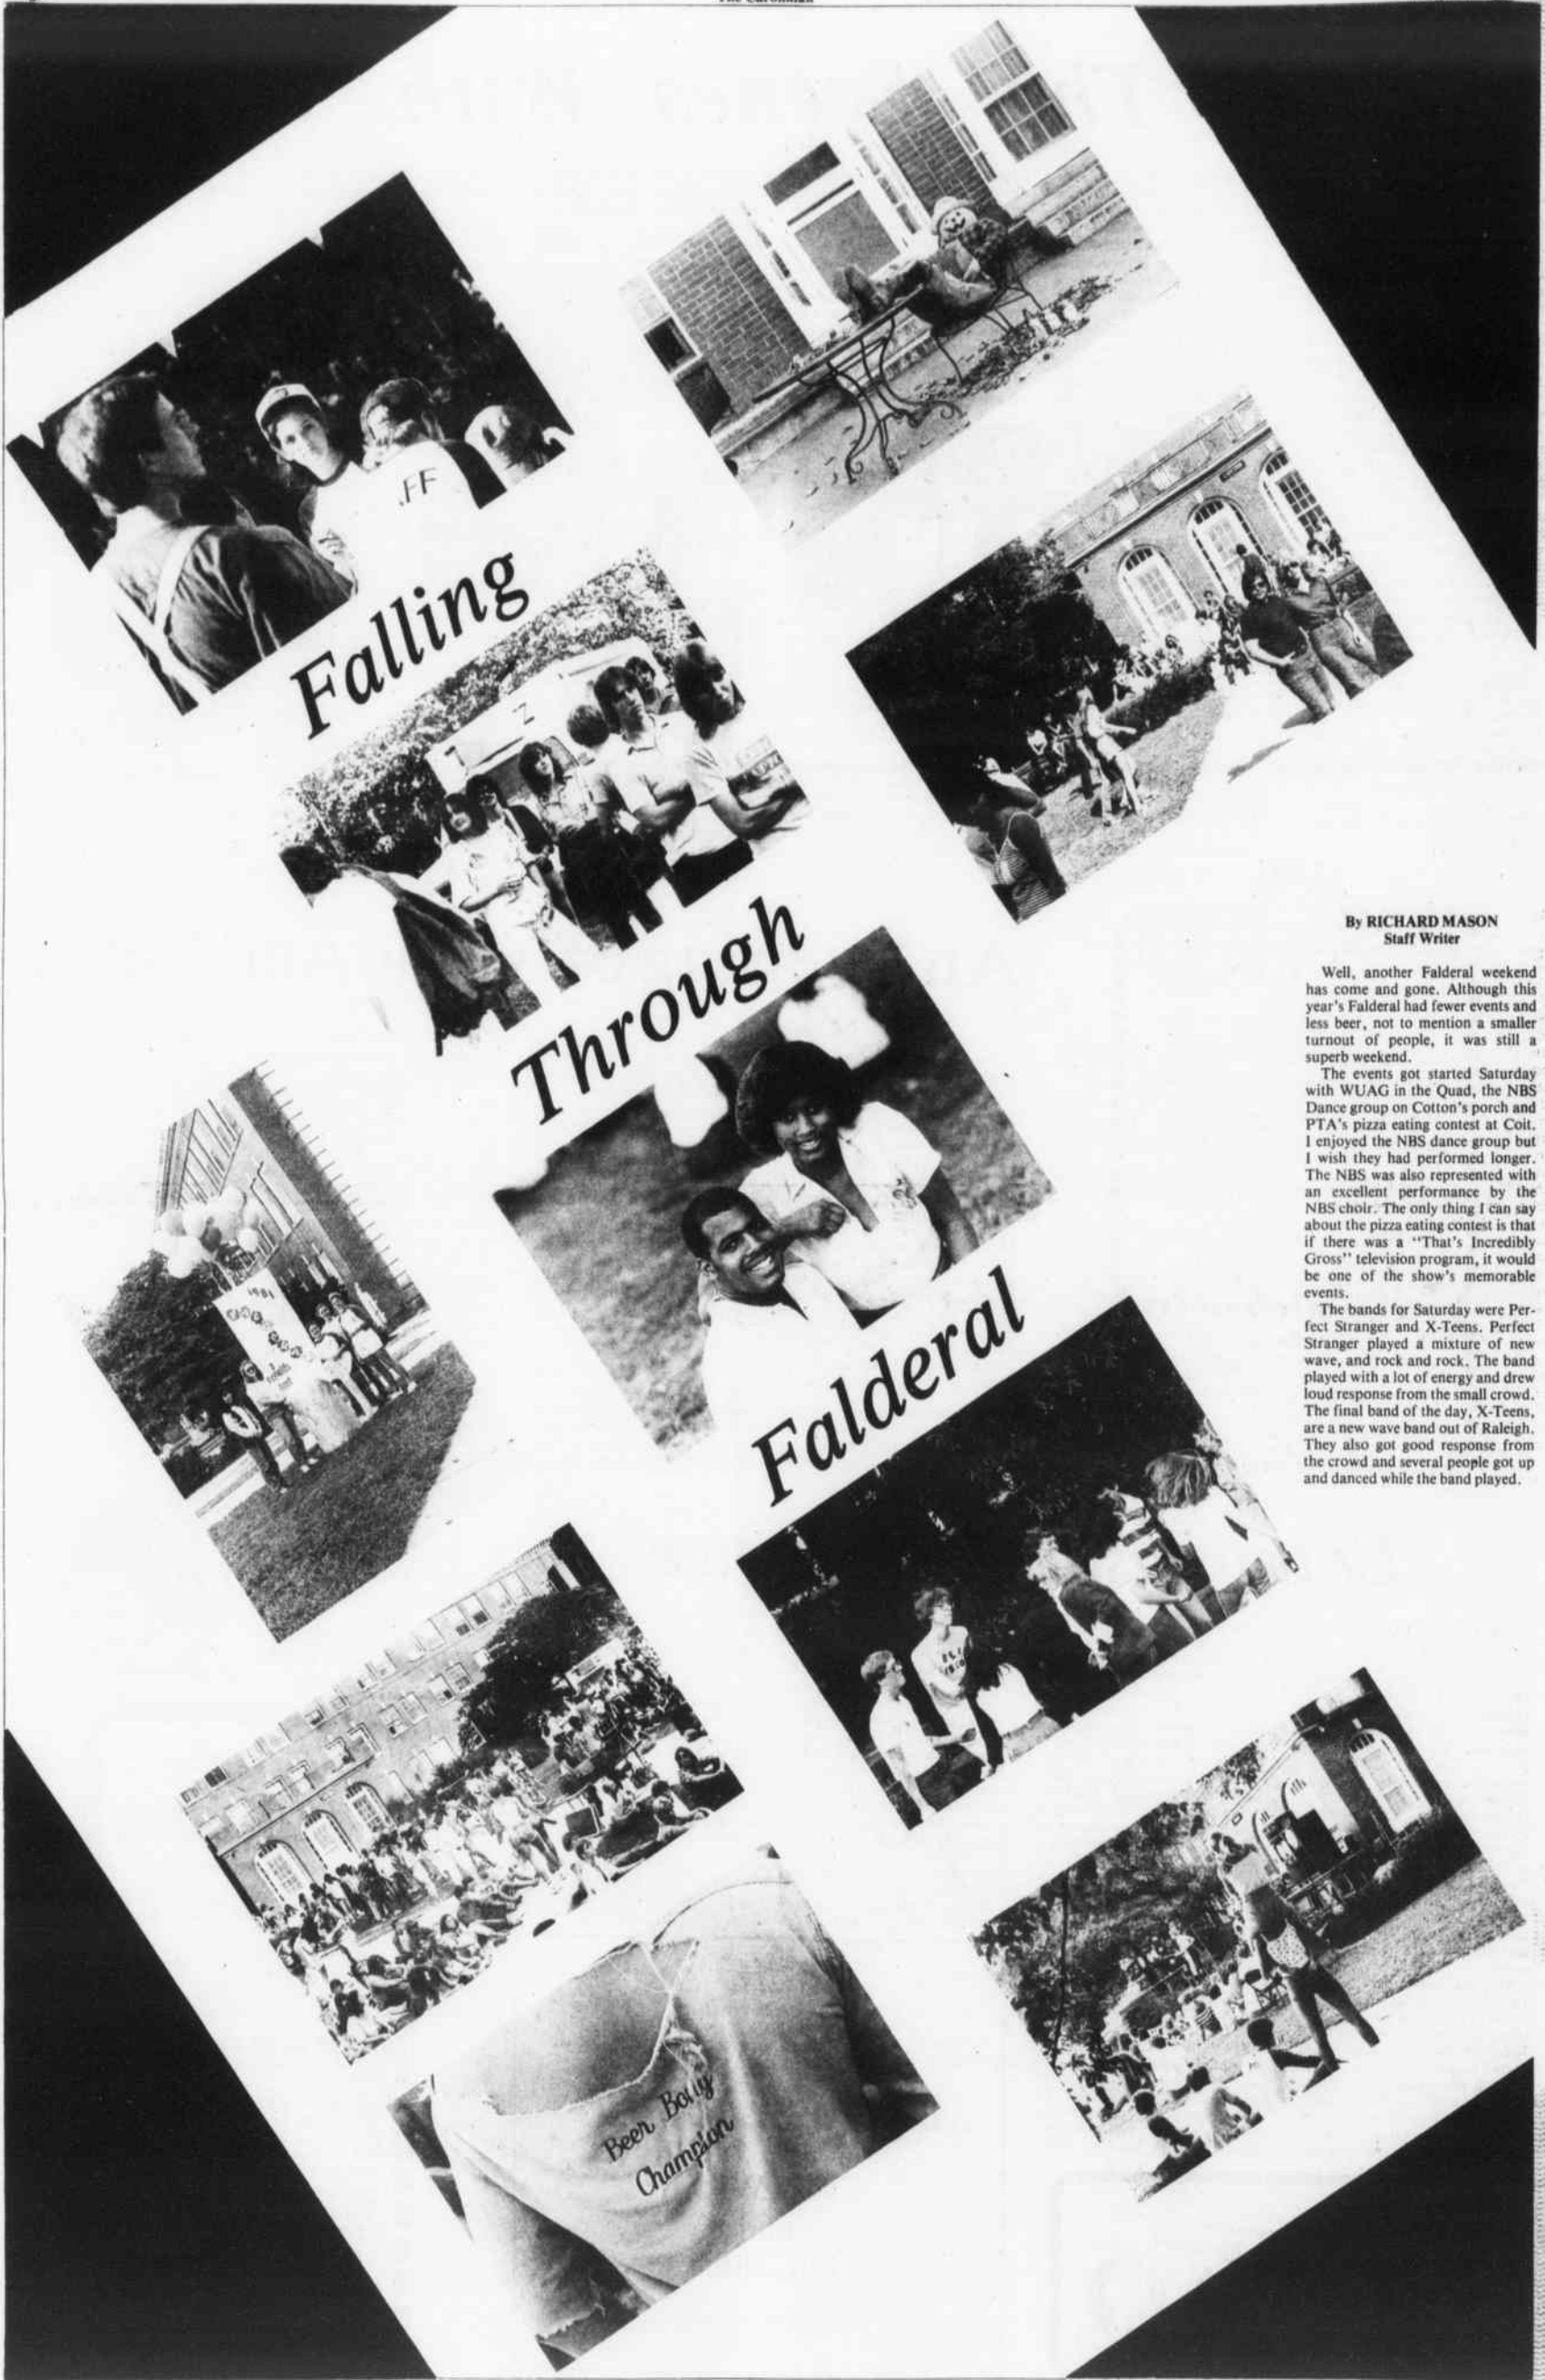 The Carolinian
.FF
Falling
Z
Through
1981
Falderal
Beer Belly
Champion
By RICHARD MASON
Staff Writer
Well, another Falderal weekend
has come and gone. Although this
year's Falderal had fewer events and
less beer, not to mention a smaller
turnout of people, it was still a
superb weekend.
The events got started Saturday
with WUAG in the Quad, the NBS
Dance group on Cotton's porch and
PTA's pizza eating contest at Coit.
I enjoyed the NBS dance group but
I wish they had performed longer.
The NBS was also represented with
an excellent performance by the
NBS choir. The only thing I can say
about the pizza eating contest is that
if there was a "That's Incredibly
Gross" television program, it would
be one of the show's memorable
events.
The bands for Saturday were Per-
fect Stranger and X-Teens. Perfect
Stranger played a mixture of new
wave, and rock and rock. The band
played with a lot of energy and drew
loud response from the small crowd.
The final band of the day, X-Teens,
are a new wave band out of Raleigh.
They also got good response from
the crowd and several people got up
and danced while the band played.